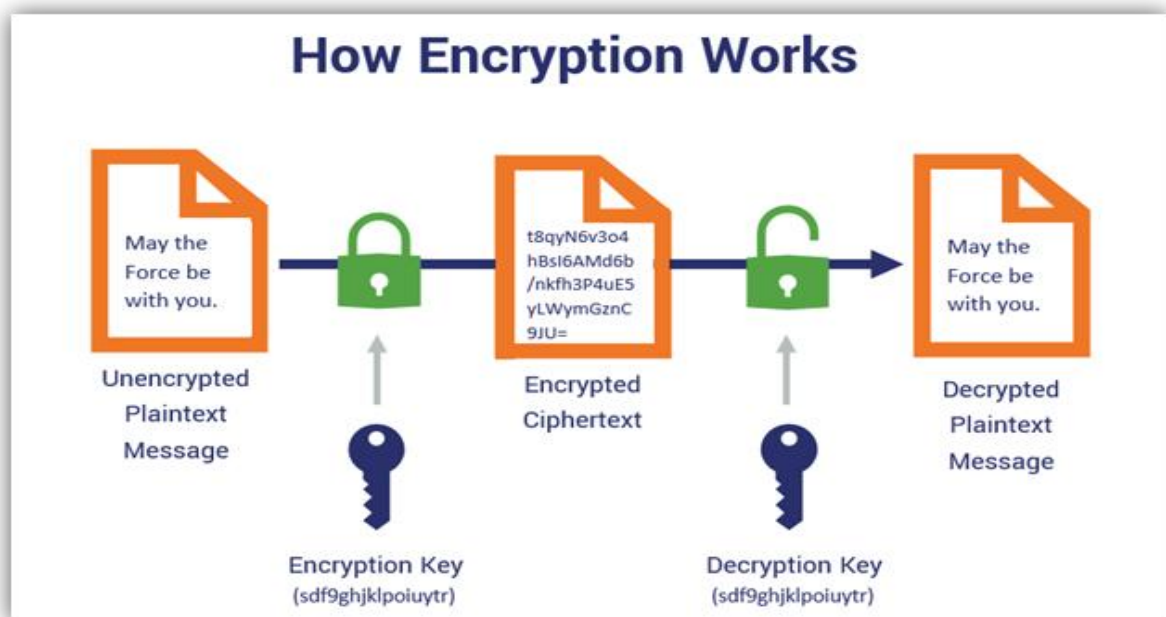 How Encryption Works
May the
Force be
with you.
Unencrypted
Plaintext
Message
Encryption Key
(sdf9ghjklpoiuytr)
t8qyN6v3o4
hBsI6AMd6b
/nkfh3P4uE5
yLWymGznC
9JU=
Encrypted
Ciphertext
Decryption Key
(sdf9ghjklpoiuytr)
May the
Force be
with you.
Decrypted
Plaintext
Message